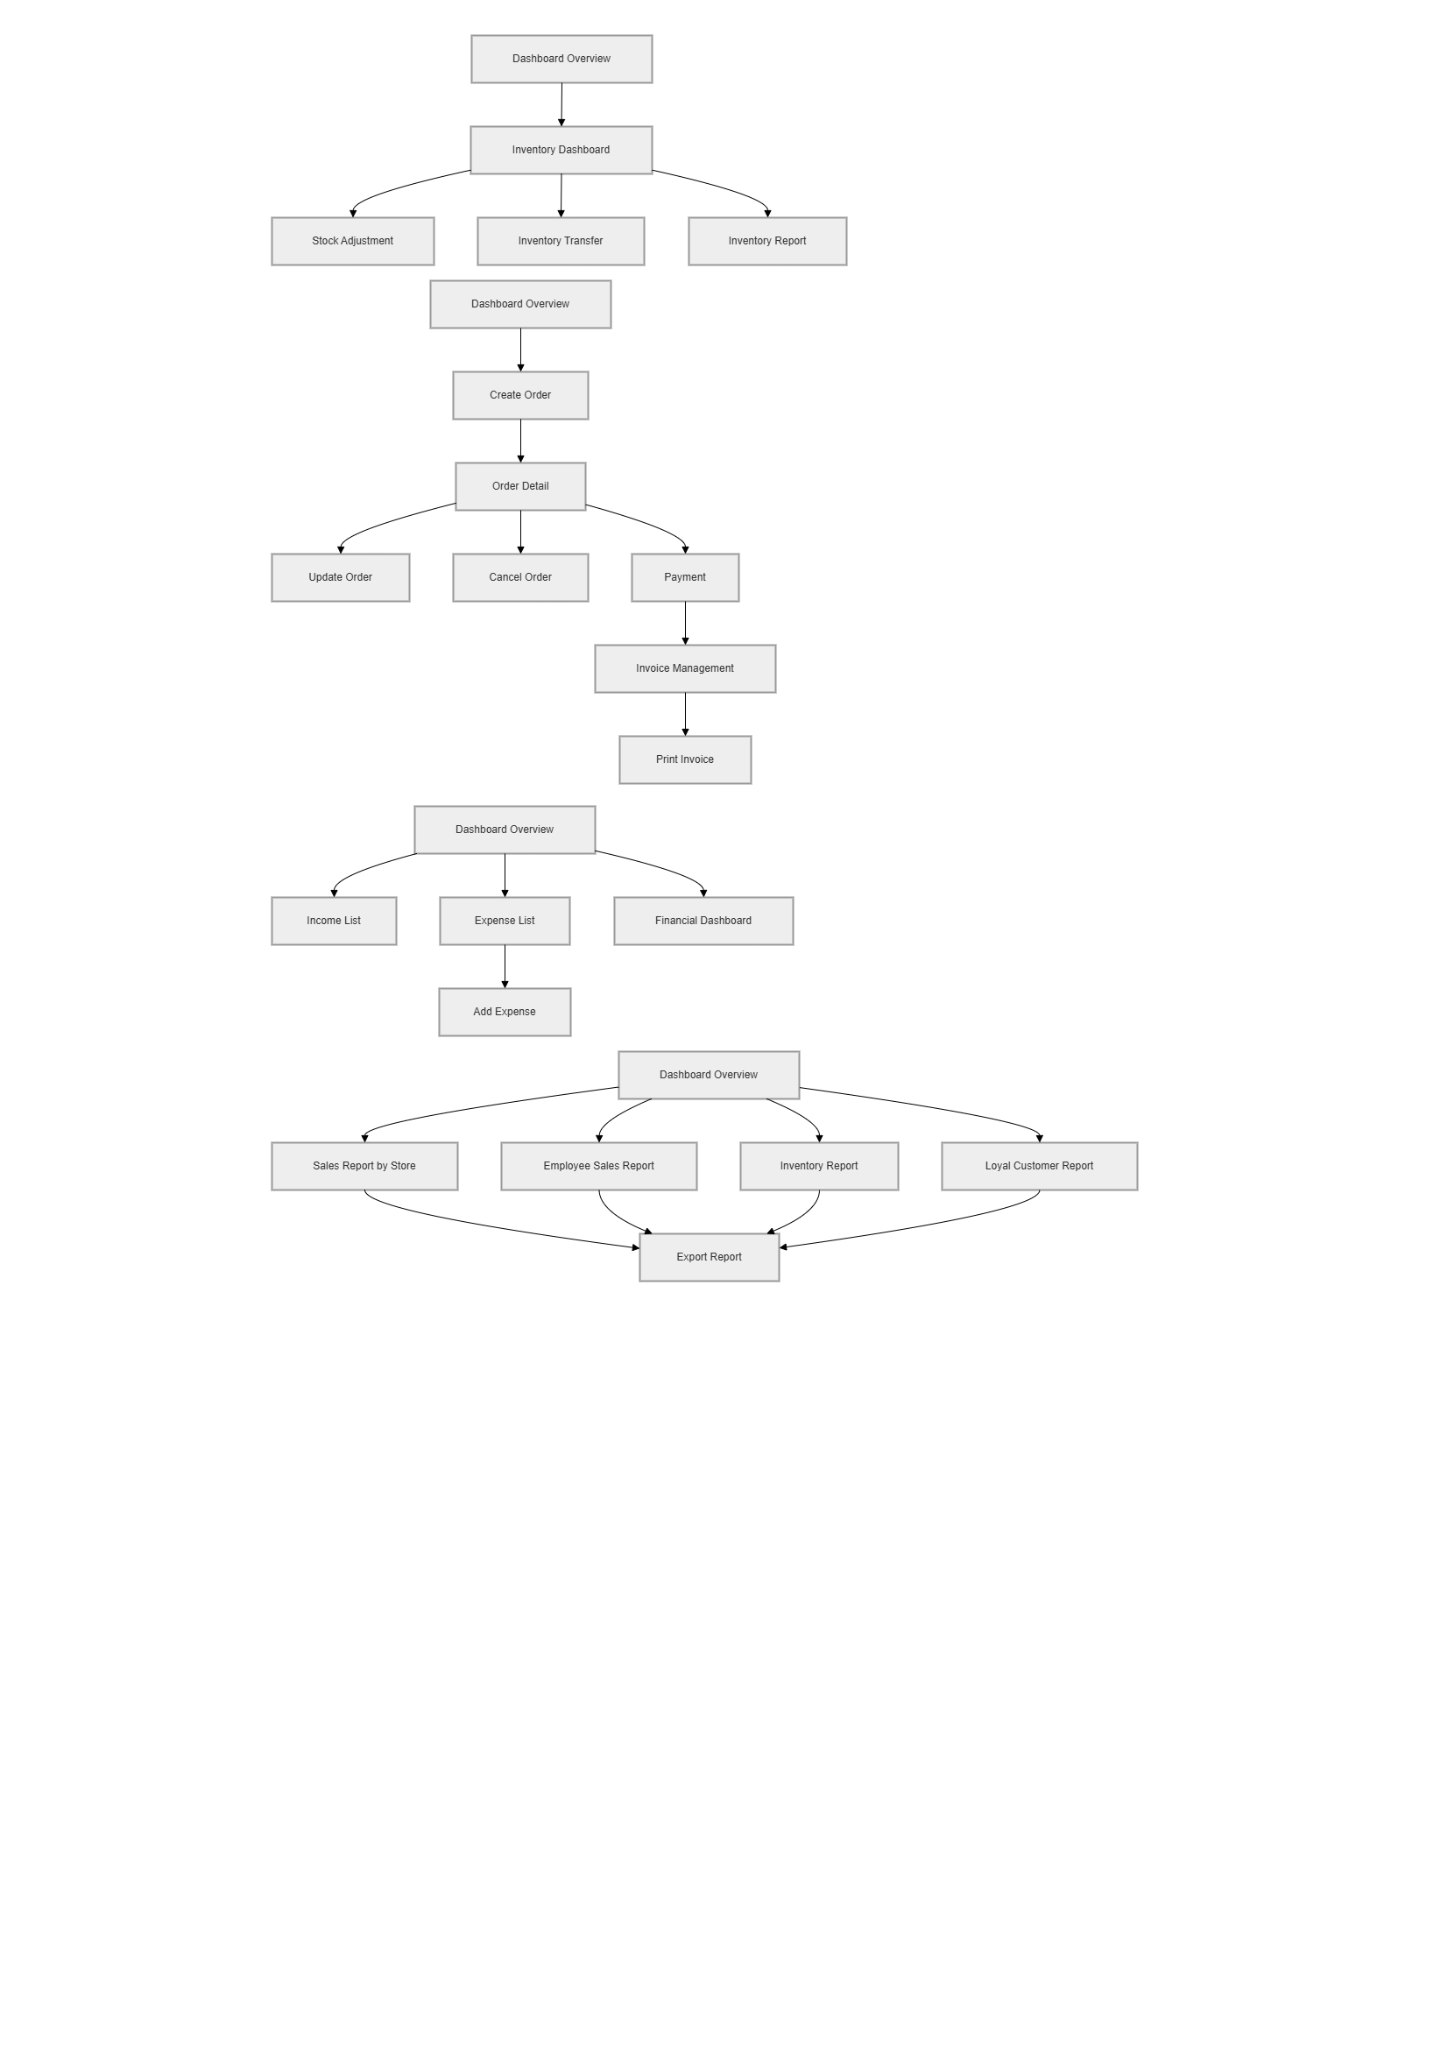 Dashboard Overview
Inventory Dashboard
Stock Adjustment
Inventory Transfer
Inventory Report
Dashboard Overview
Create Order
Order Detail
Update Order
Cancel Order
Payment
Invoice Management
Print Invoice
Dashboard Overview
Income List
Expense List
Financial Dashboard
Add Expense
Dashboard Overview
Sales Report by Store
Employee Sales Report
Inventory Report
Loyal Customer Report
Export Report